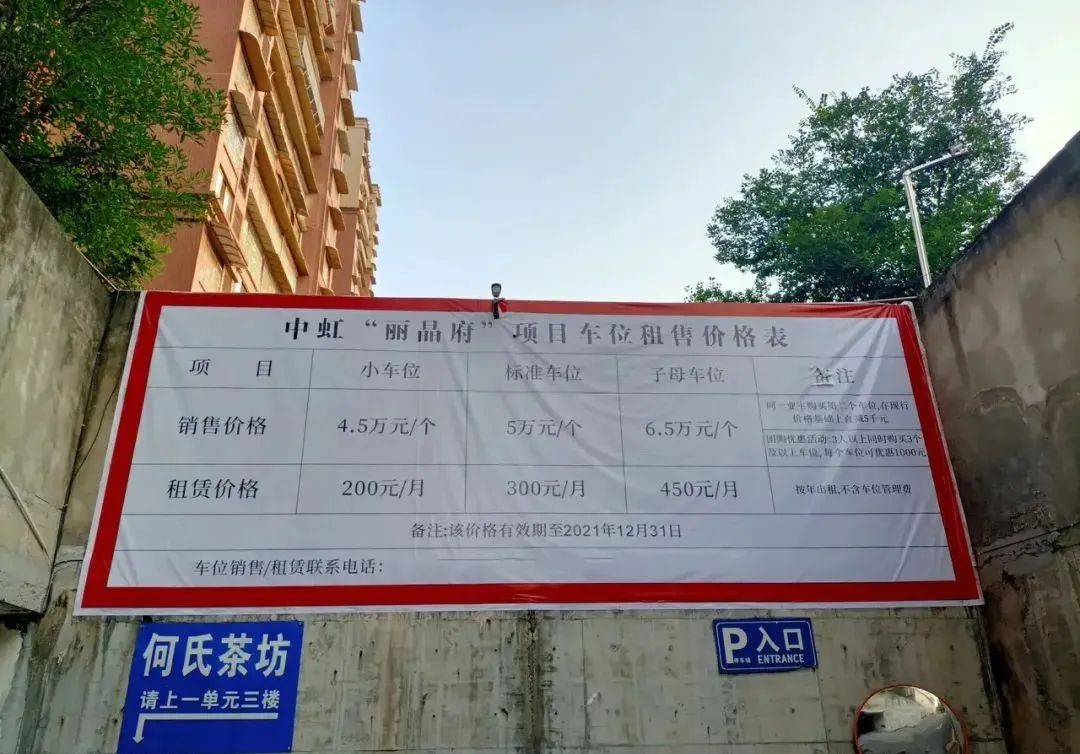 中虹“丽晶府”项目车位租售价格表
项 目 小车位 标准车位 子母车位 备注
销售价格 4.5万元/个 5万元/个 6.5万元/个
同一业主购买第二个车位,在现行
价格基础上直减5千元
团购优惠活动:3人以上同时购买3个
及以上车位,每个车位可优惠1000元
租赁价格 200元/月 300元/月 450元/月 按年出租,不含车位管理费
备注:该价格有效期至2021年12月31日
车位销售/租赁联系电话:
何氏茶坊
请上一单元三楼
P 停车场 入口
ENTRANCE